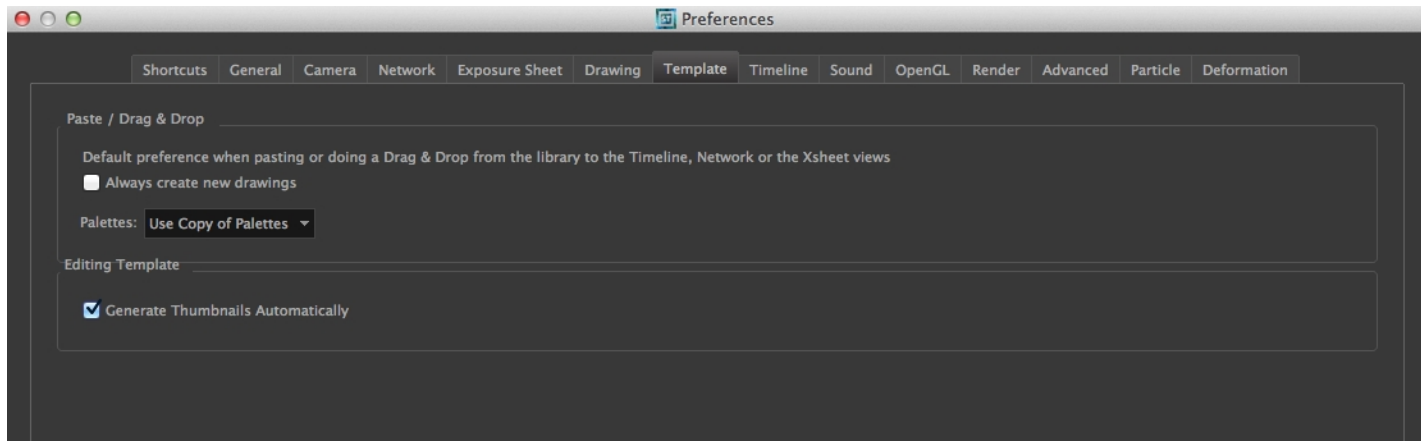 Preferences
Shortcuts General Camera Network Exposure Sheet Drawing Template Timeline Sound OpenGL Render Advanced Particle Deformation
Paste / Drag & Drop
Default preference when pasting or doing a Drag & Drop from the library to the Timeline, Network or the Xsheet views
Always create new drawings
Palettes: Use Copy of Palettes
Editing Template
Generate Thumbnails Automatically